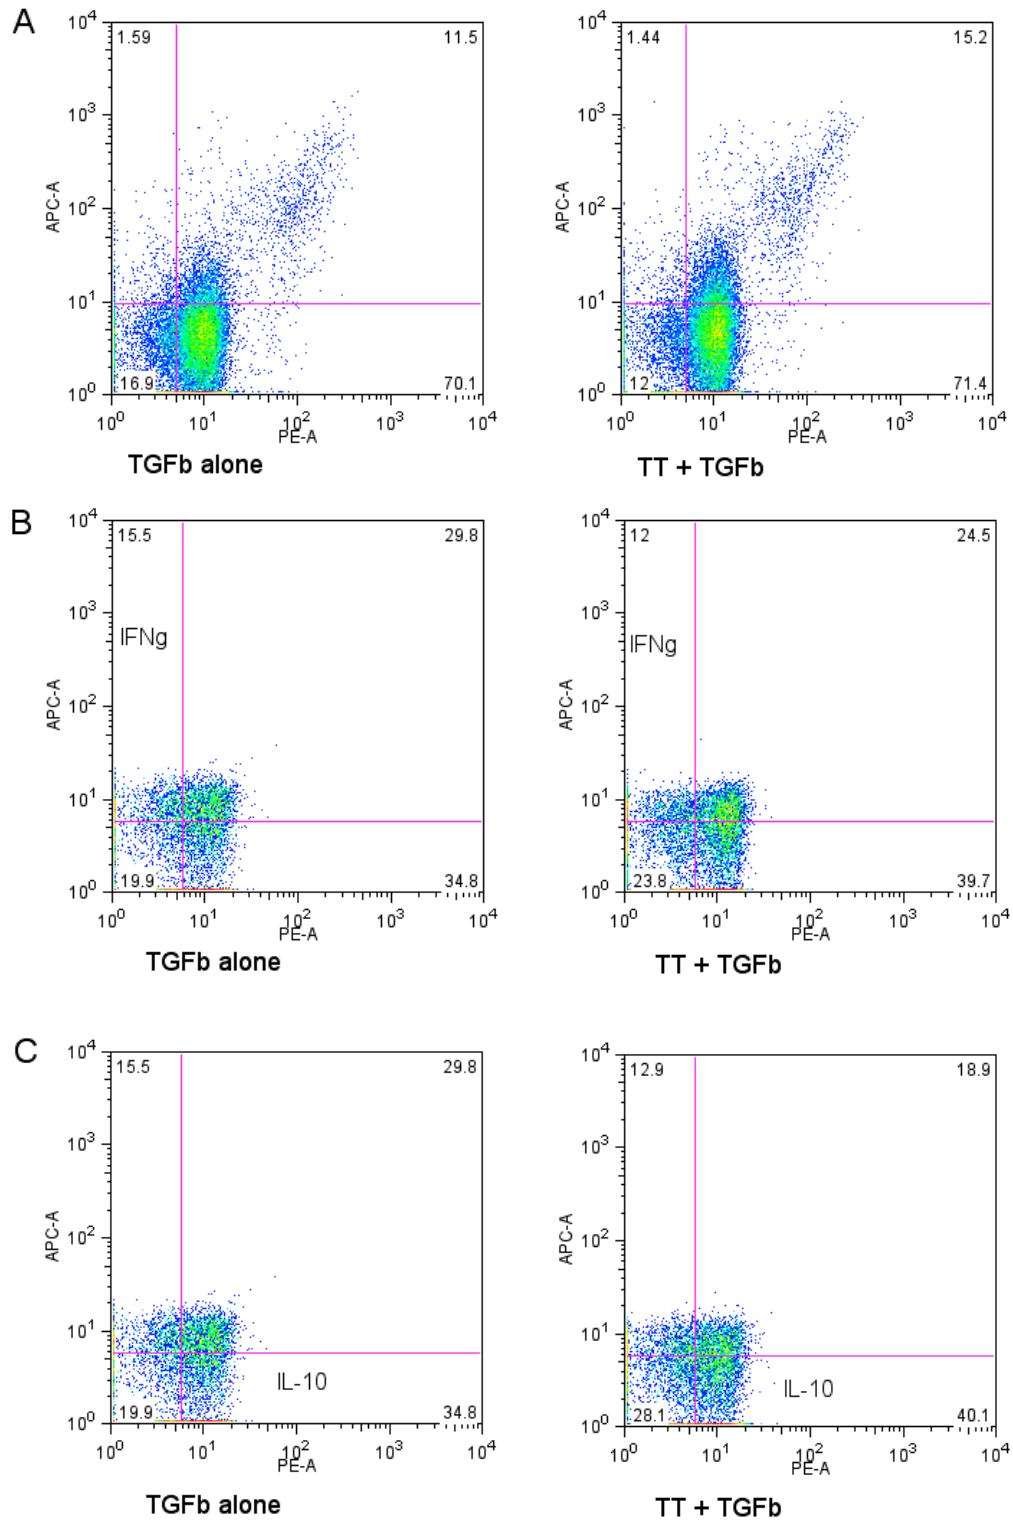 A
10^4
1.59
11.5
10^3
10^2
10^1
10^0
APC-A
16.9
70.1
10^0 10^1 10^2 10^3 10^4
PE-A
TGFb alone
10^4
1.44
15.2
10^3
10^2
10^1
10^0
APC-A
12
71.4
10^0 10^1 10^2 10^3 10^4
PE-A
TT + TGFb
B
10^4
15.5
29.8
10^3
IFNg
10^2
10^1
10^0
APC-A
19.9
34.8
10^0 10^1 10^2 10^3 10^4
PE-A
TGFb alone
10^4
12
24.5
10^3
IFNg
10^2
10^1
10^0
APC-A
23.8
39.7
10^0 10^1 10^2 10^3 10^4
PE-A
TT + TGFb
C
10^4
15.5
29.8
10^3
10^2
10^1
10^0
APC-A
IL-10
19.9
34.8
10^0 10^1 10^2 10^3 10^4
PE-A
TGFb alone
10^4
12.9
18.9
10^3
10^2
10^1
10^0
APC-A
IL-10
28.1
40.1
10^0 10^1 10^2 10^3 10^4
PE-A
TT + TGFb